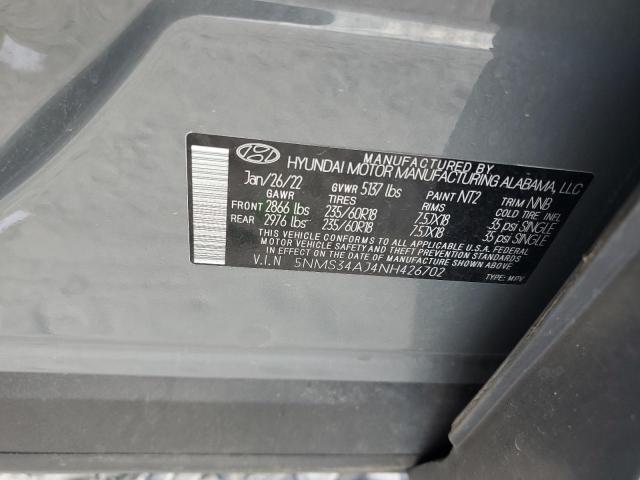 MANUFACTURED BY
HYUNDAI MOTOR MANUFACTURING ALABAMA, LLC
Jan/26/22 GVWR 5137 lbs PAINT NT2 TRIM NNB
GAWR TIRES RIMS COLD TIRE INFL.
FRONT 2866 lbs 235/60R18 7.5JX18 35 psi SINGLE
REAR 2976 lbs 235/60R18 7.5JX18 35 psi SINGLE
THIS VEHICLE CONFORMS TO ALL APPLICABLE U.S.A. FEDERAL
MOTOR VEHICLE SAFETY AND THEFT PREVENTION STANDARDS
IN EFFECT ON THE DATE OF MANUFACTURE SHOWN ABOVE.
V.I.N 5NMS34AJ4NH426702
TYPE: MPV